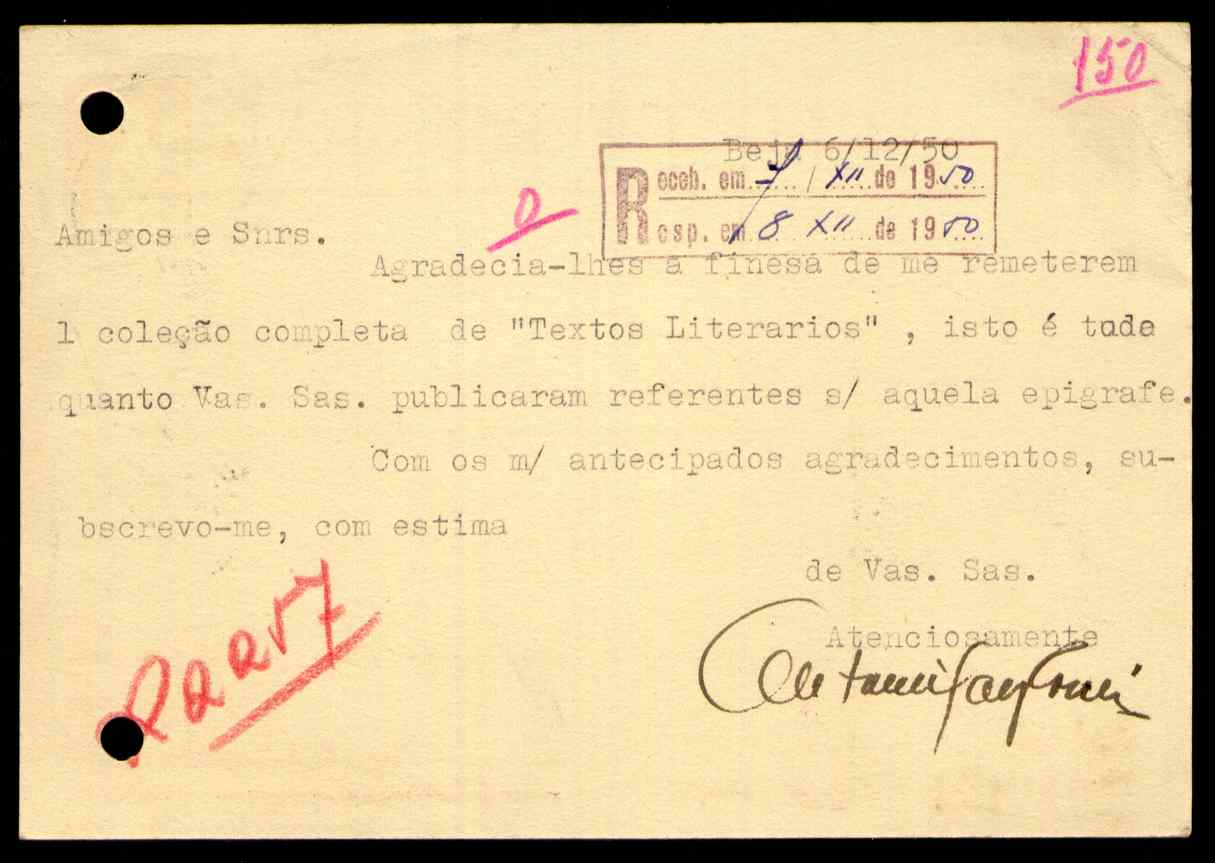 150
Beja 6/12/50
Receb. em 7 / XII de 1950
Resp. em 8 XII de 1950
Amigos e Snrs.
Agradecia-lhes a finesa de me remeterem
1 coleção completa de "Textos Literarios" , isto é tuda
quanto Vas. Sas. publicaram referentes s/ aquela epigrafe.
Com os m/ antecipados agradecimentos, su-
bscrevo-me, com estima
de Vas. Sas.
Atenciosamente